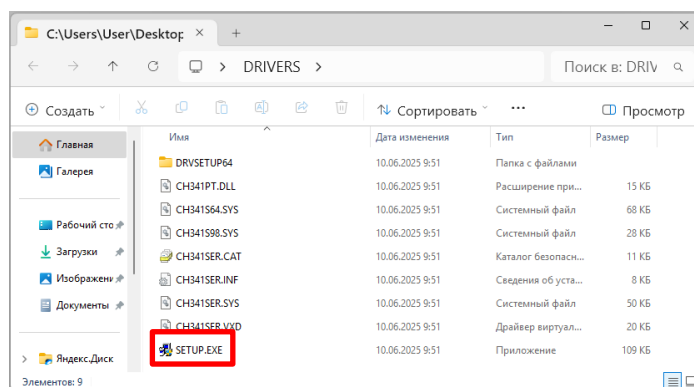 C:\Users\User\Desktop
DRIVERS
Поиск в: DRIV
Создать
Сортировать
Просмотр
Главная
Галерея
Рабочий сто
Загрузки
Изображени
Документы
Яндекс.Диск
Имя Дата изменения Тип Размер
DRVSETUP64 10.06.2025 9:51 Папка с файлами
CH341PT.DLL 10.06.2025 9:51 Расширение при... 15 КБ
CH341S64.SYS 10.06.2025 9:51 Системный файл 68 КБ
CH341S98.SYS 10.06.2025 9:51 Системный файл 28 КБ
CH341SER.CAT 10.06.2025 9:51 Каталог безопасн... 11 КБ
CH341SER.INF 10.06.2025 9:51 Сведения об уста... 8 КБ
CH341SER.SYS 10.06.2025 9:51 Системный файл 50 КБ
CH341SER.VXD 10.06.2025 9:51 Драйвер виртуал... 20 КБ
SETUP.EXE 10.06.2025 9:51 Приложение 109 КБ
Элементов: 9